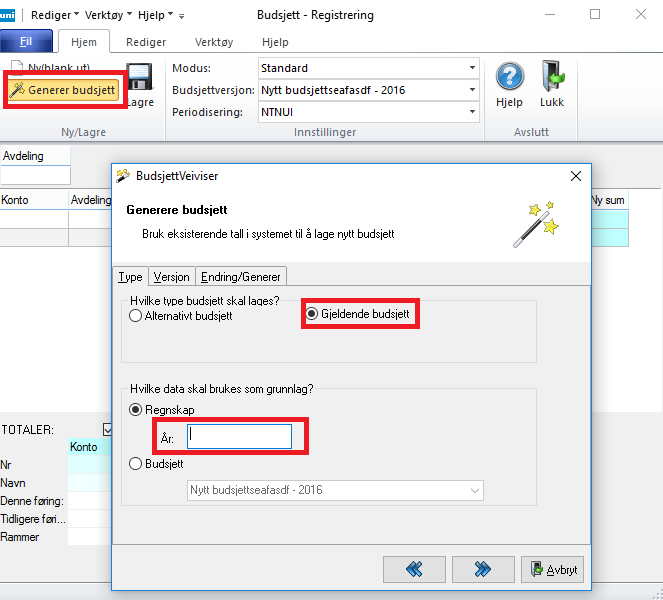 uni Rediger Verktøy Hjelp Budsjett - Registrering
Fil Hjem Rediger Verktøy Hjelp
Ny(blank ut)
Generer budsjett
Lagre
Ny/Lagre
Modus: Standard
Budsjettversjon: Nytt budsjettseafasdf - 2016
Periodisering: NTNUI
Innstillinger
Hjelp Lukk
Avslutt
Avdeling
Konto Avdeling Ny sum
BudsjettVeiviser
Generere budsjett
Bruk eksisterende tall i systemet til å lage nytt budsjett
Type Versjon Endring/Generer
Hvilke type budsjett skal lages?
Alternativt budsjett Gjeldende budsjett
Hvilke data skal brukes som grunnlag?
Regnskap
År:
Budsjett
Nytt budsjettseafasdf - 2016
Avbryt
TOTALER:
Konto
Nr
Navn
Denne føring:
Tidligere føri...
Rammer